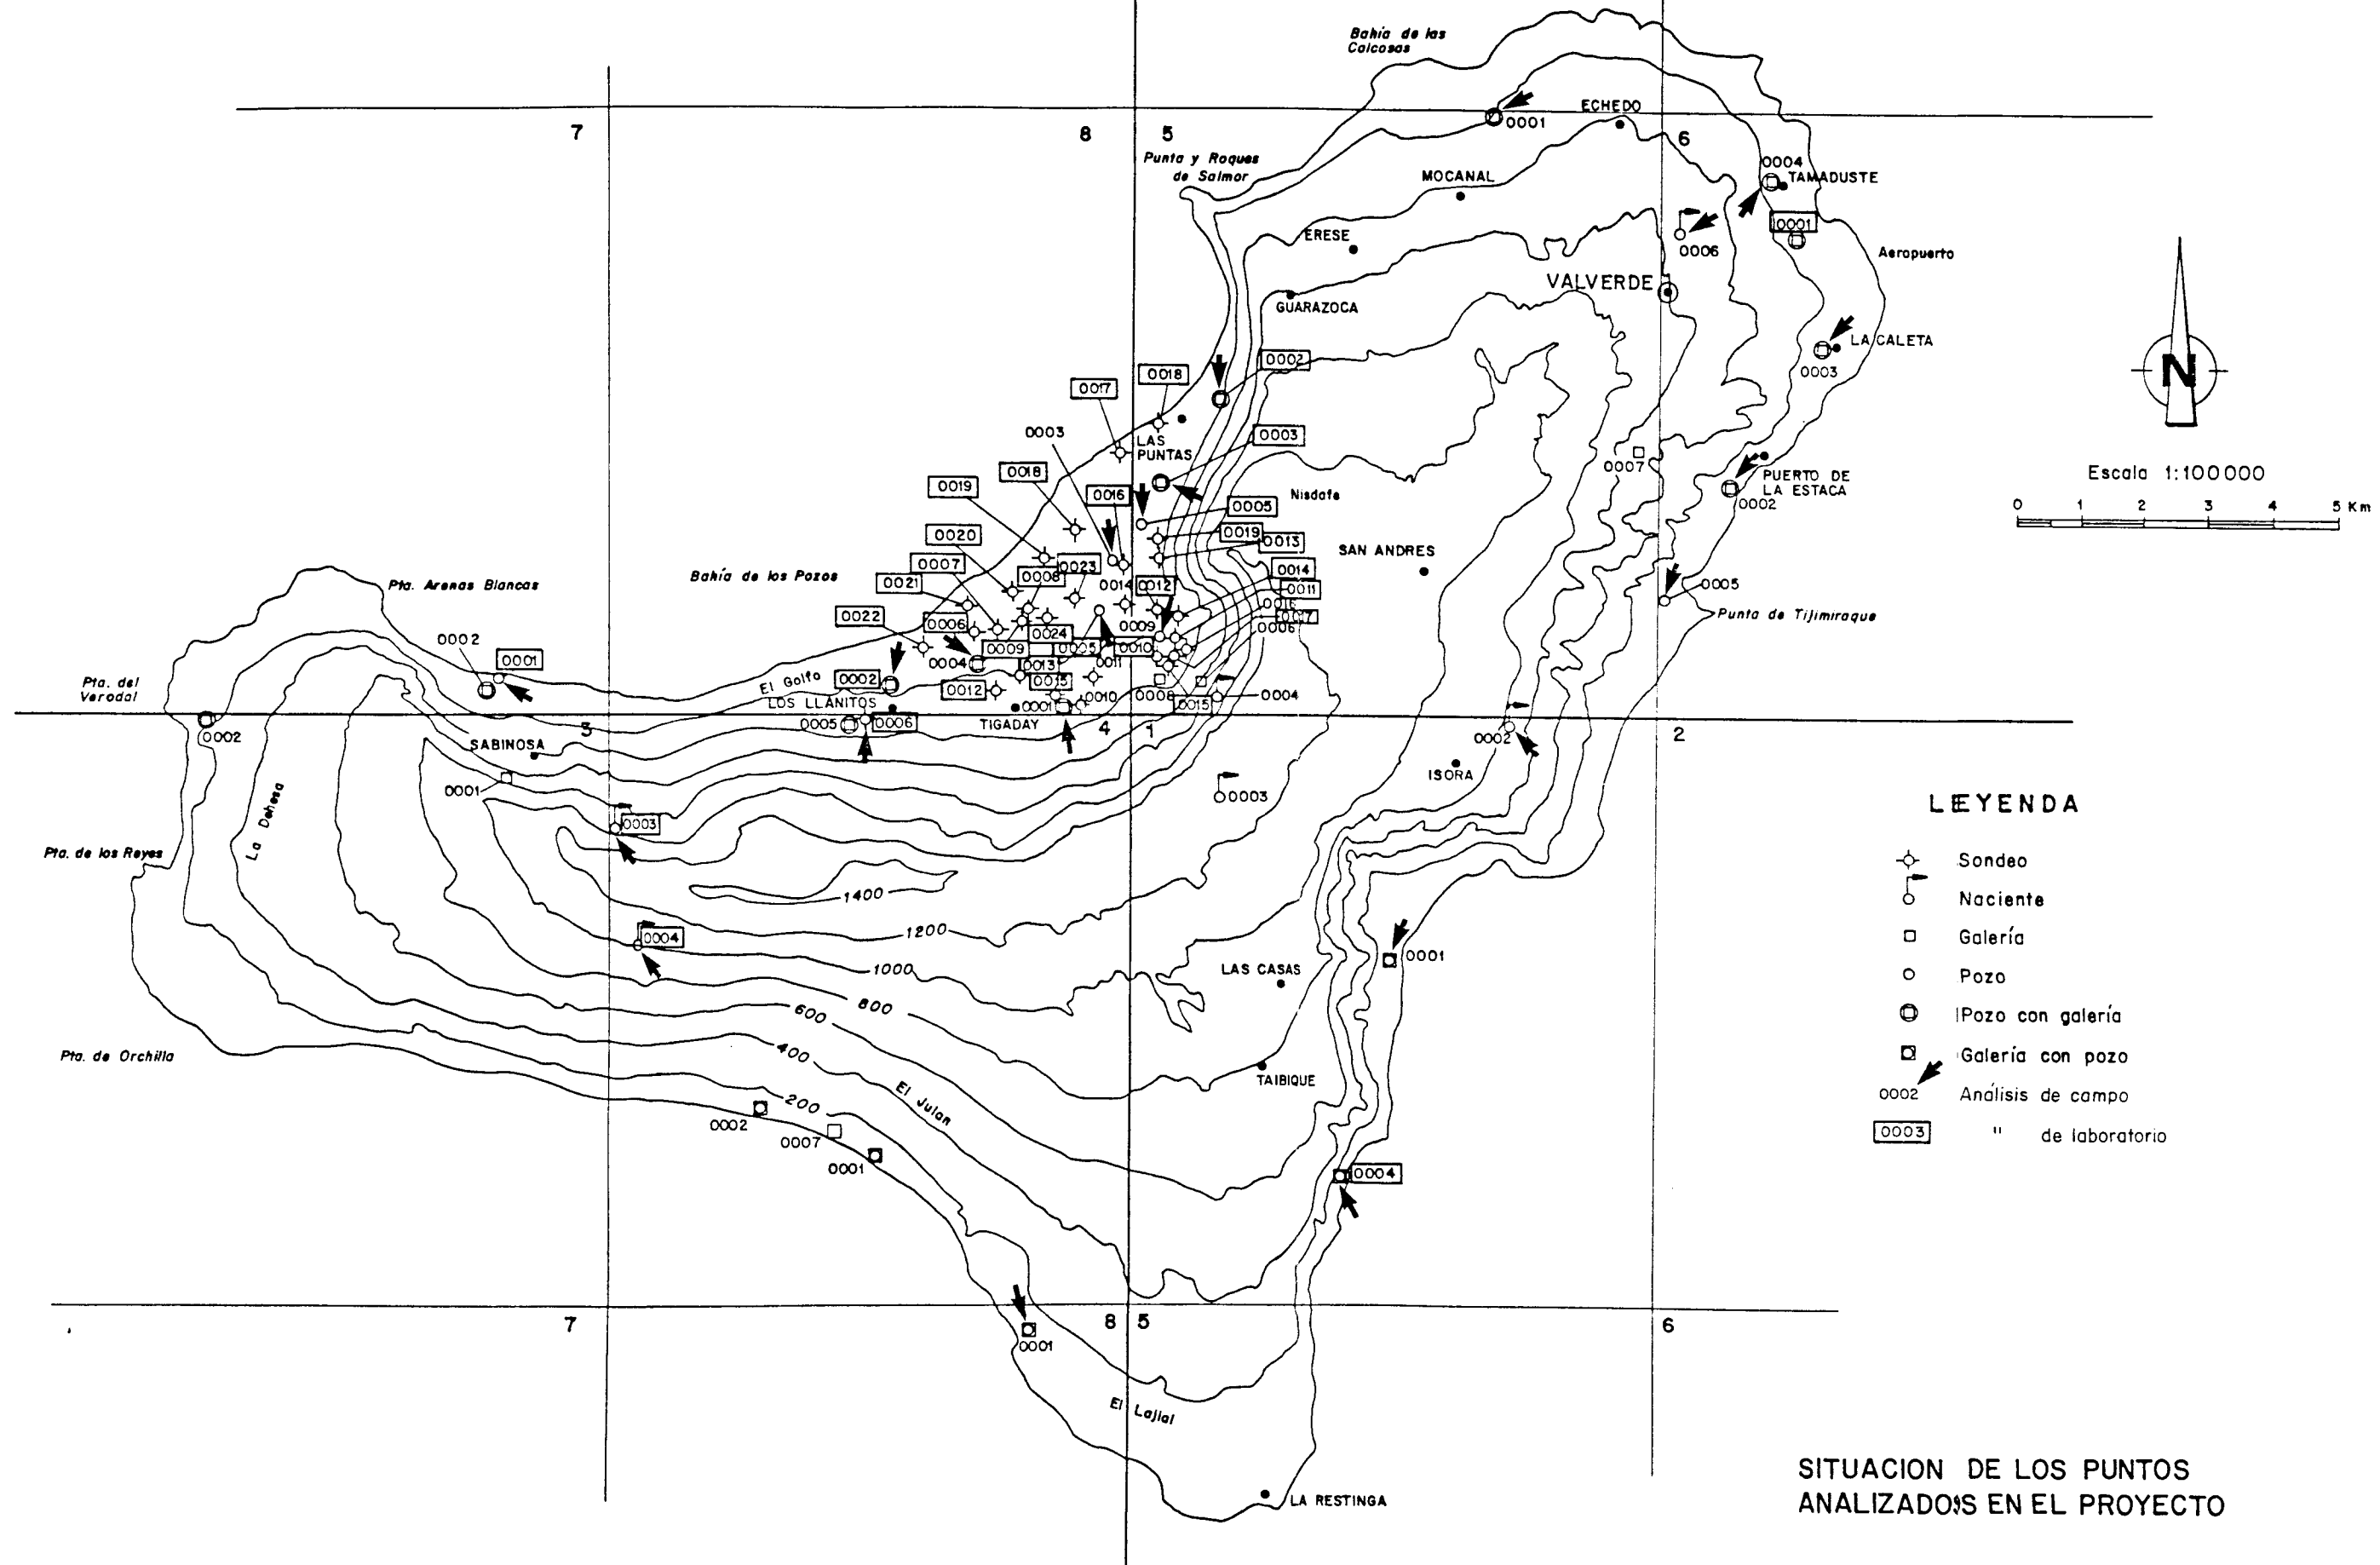 Bahía de las
Calcosas
7
8
5
ECHEDO
0001
6
Punta y Roques
de Salmor
0004
TAMADUSTE
MOCANAL
0001
ERESE
0006
Aeropuerto
VALVERDE
GUARAZOCA
LA CALETA
0003
0002
0018
0017
0003
LAS
PUNTAS
0003
0018
0016
0019
Nisdafe
0005
0007
PUERTO DE
LA ESTACA
0002
Escala 1:100000
0 1 2 3 4 5 Km
0020
0019
0013
SAN ANDRES
0007
0023
0014
Bahía de los Pozos
0021
0008
0014
0012
0011
Pta. Arenas Blancas
0005
0016
Punta de Tijimiraque
0022
0006
0009
0017
0006
0024
0002
0001
0009
0005
0010
0004
0013
0011
Pta. del
Verodal
El Golfo
0002
0012
0015
0010
0008
0004
LOS LLANITOS
0001
0015
0002
0005
0006
TIGADAY
3
4
1
2
SABINOSA
0002
ISORA
0001
0003
LEYENDA
0003
La Dehesa
Pta. de los Reyes
Sondeo
1400
Naciente
1200
0004
Galería
1000
LAS CASAS
0001
Pozo
800
600
Pozo con galería
400
Pta. de Orchilla
Galería con pozo
TAIBIQUE
El Julan
200
0002
Análisis de campo
0002
0007
0003
" de laboratorio
0001
0004
7
8
5
6
0001
El Lajial
LA RESTINGA
SITUACION DE LOS PUNTOS
ANALIZADOS EN EL PROYECTO
N